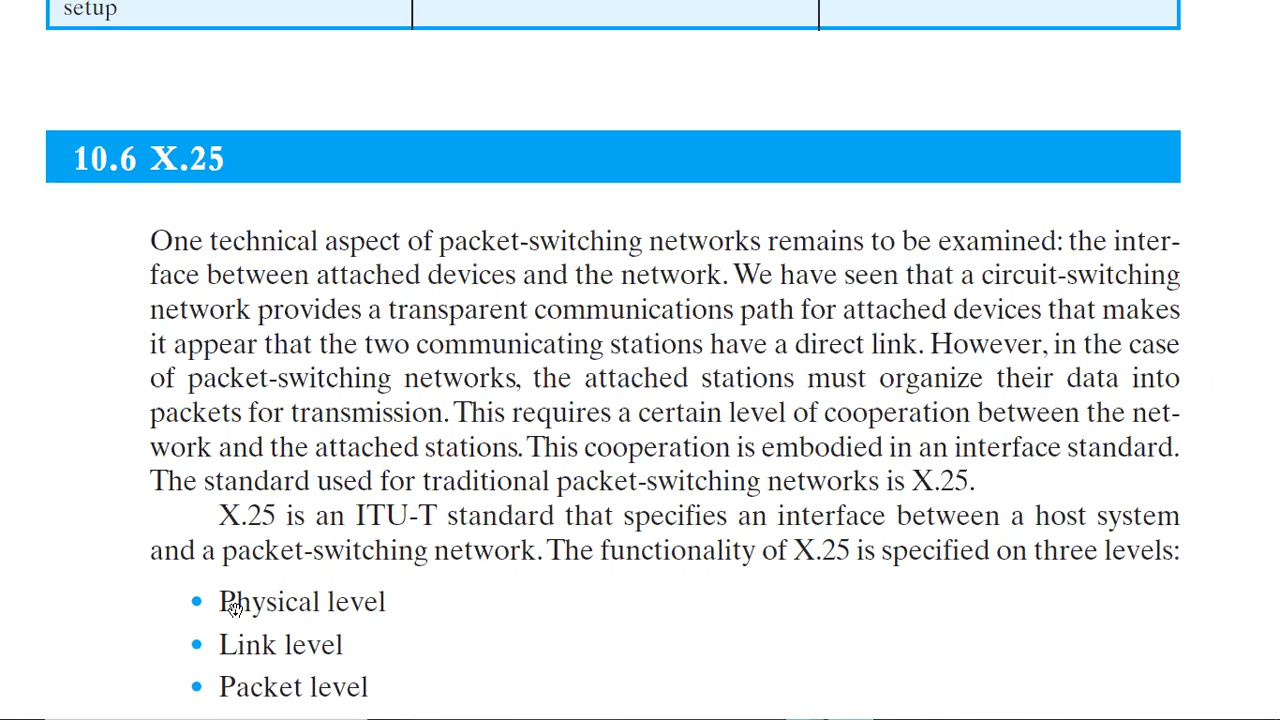 setup
10.6 X.25
One technical aspect of packet-switching networks remains to be examined: the inter-
face between attached devices and the network. We have seen that a circuit-switching
network provides a transparent communications path for attached devices that makes
it appear that the two communicating stations have a direct link. However, in the case
of packet-switching networks, the attached stations must organize their data into
packets for transmission. This requires a certain level of cooperation between the net-
work and the attached stations. This cooperation is embodied in an interface standard.
The standard used for traditional packet-switching networks is X.25.
X.25 is an ITU-T standard that specifies an interface between a host system
and a packet-switching network. The functionality of X.25 is specified on three levels:
• Physical level
• Link level
• Packet level